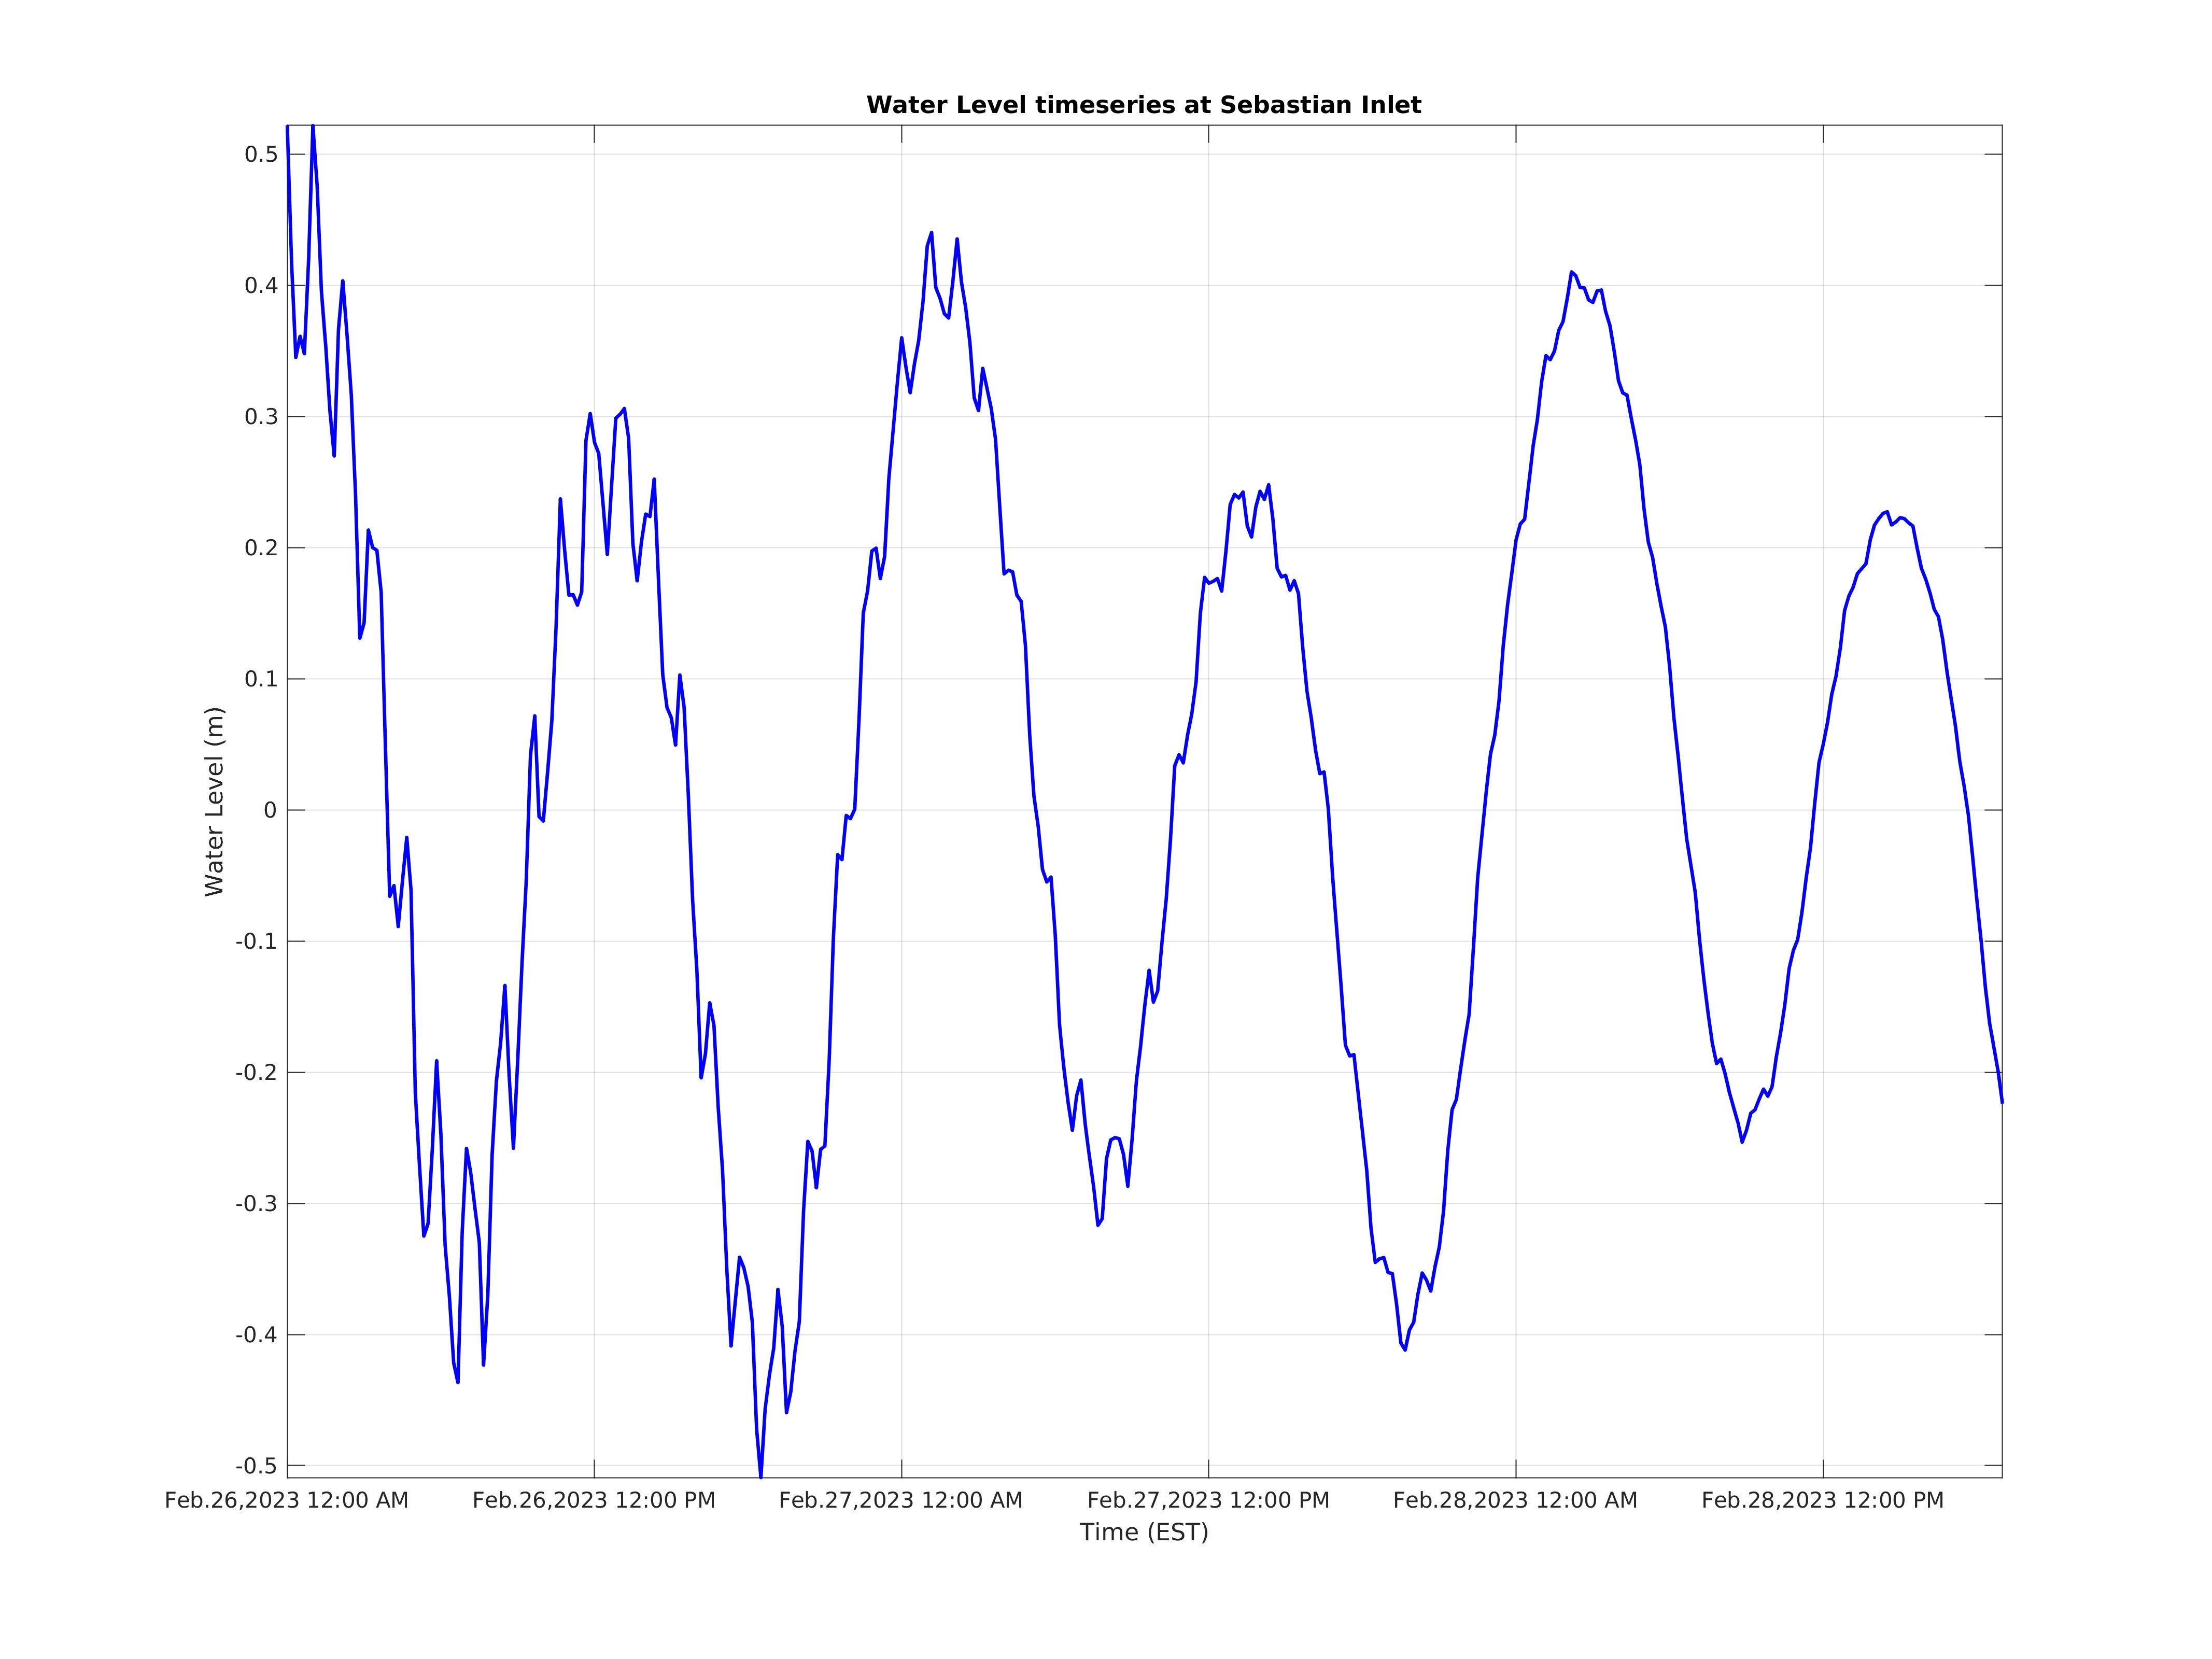 Water Level timeseries at Sebastian Inlet
0.5
0.4
0.3
0.2
0.1
0
-0.1
-0.2
-0.3
-0.4
-0.5
Water Level (m)
Feb.26,2023 12:00 AM Feb.26,2023 12:00 PM Feb.27,2023 12:00 AM Feb.27,2023 12:00 PM Feb.28,2023 12:00 AM Feb.28,2023 12:00 PM
Time (EST)